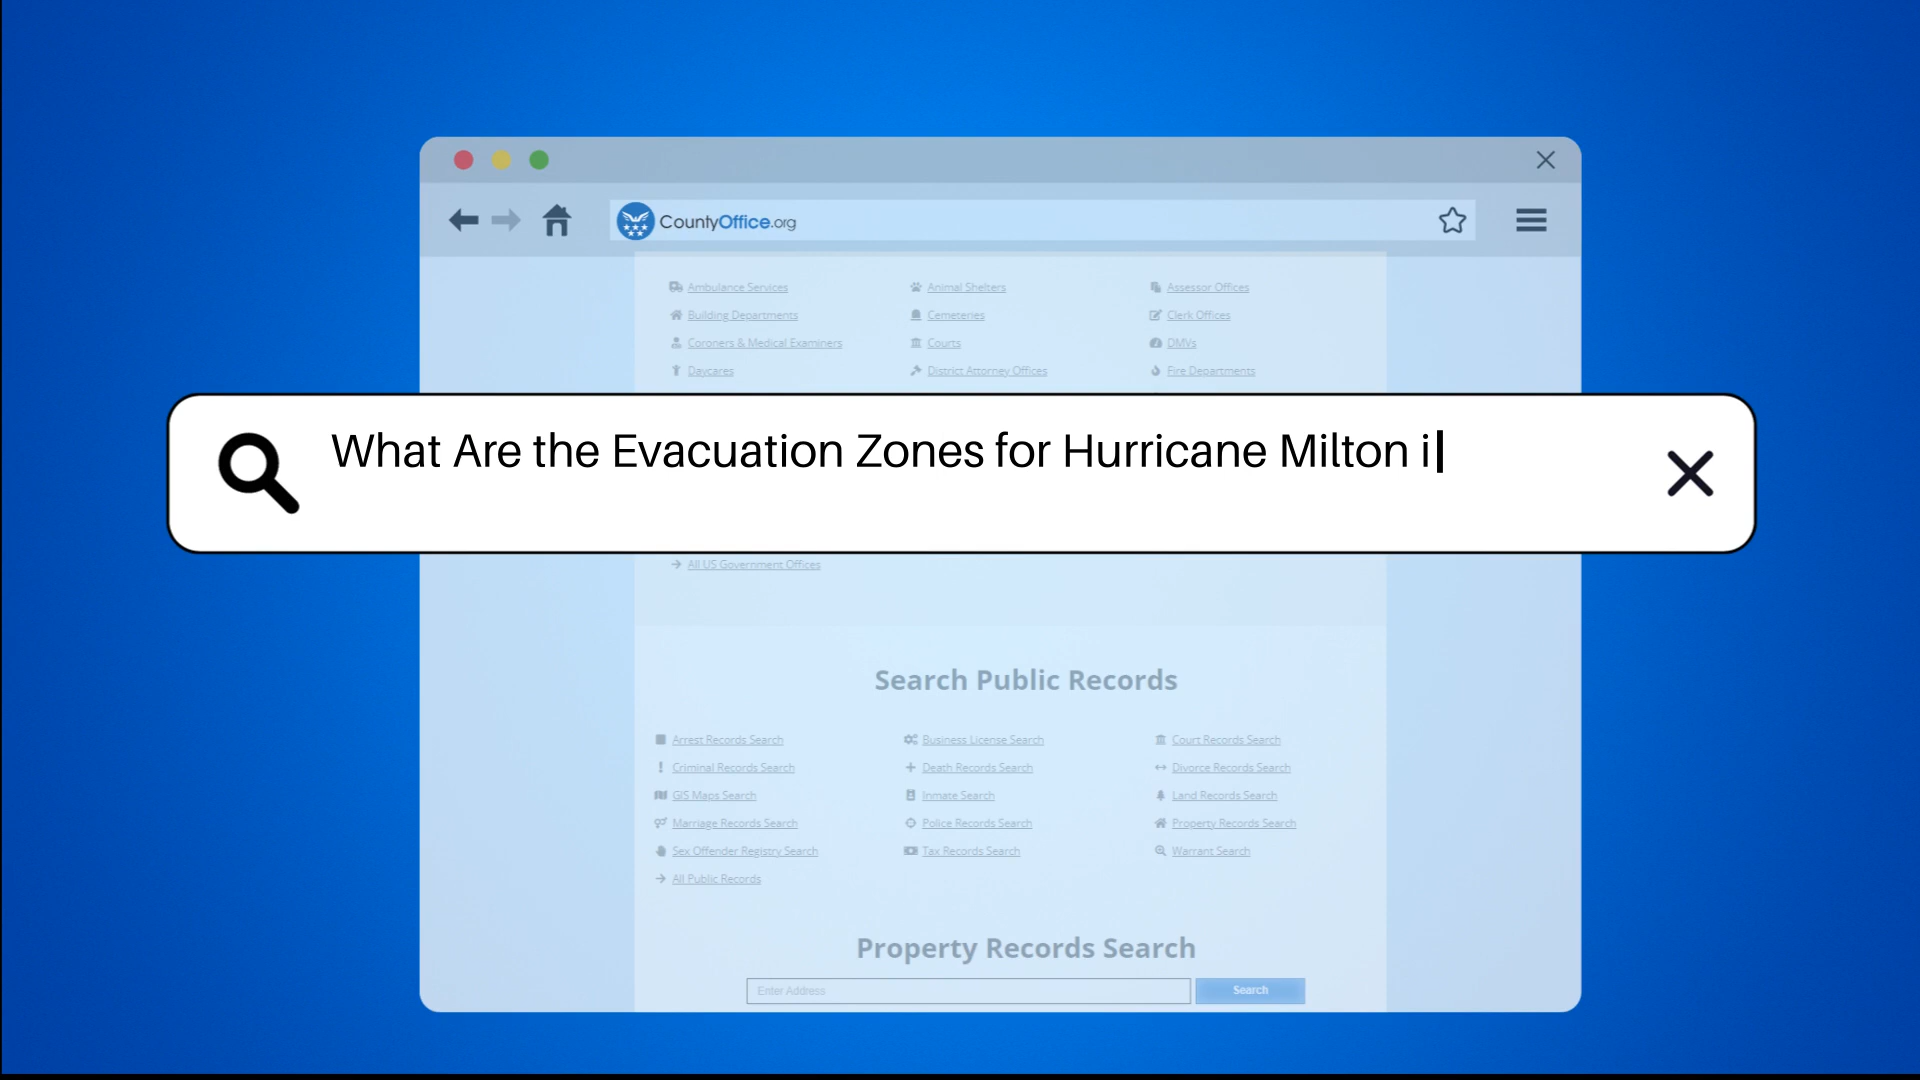 CountyOffice.org
Ambulance Services Animal Shelters Assessor Offices
Building Departments Cemeteries Clerk Offices
Coroners & Medical Examiners Courts DMVs
Daycares District Attorney Offices Fire Departments
What Are the Evacuation Zones for Hurricane Milton i
All US Government Offices
Search Public Records
Arrest Records Search Business License Search Court Records Search
Criminal Records Search Death Records Search Divorce Records Search
GIS Maps Search Inmate Search Land Records Search
Marriage Records Search Police Records Search Property Records Search
Sex Offender Registry Search Tax Records Search Warrant Search
All Public Records
Property Records Search
Enter Address Search